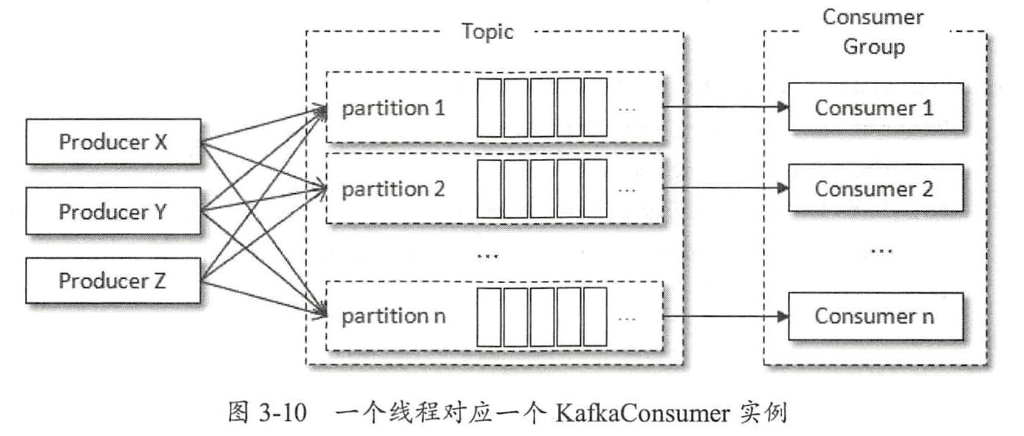 Topic
Consumer
Group
partition 1 ...
Consumer 1
Producer X
partition 2 ...
Consumer 2
Producer Y
...
...
Producer Z
partition n ...
Consumer n
图 3-10 一个线程对应一个 KafkaConsumer 实例